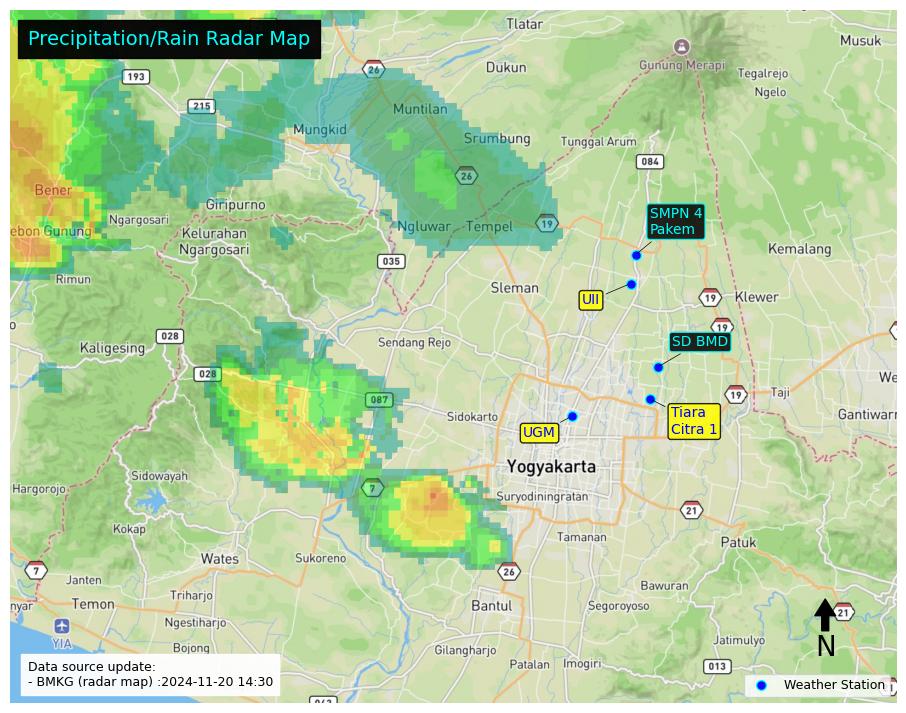 Precipitation/Rain Radar Map
Tlatar
Musuk
Dukun
Gunung Merapi
Tegalrejo
Ngelo
26
193
215
Muntilan
Mungkid
Srumbung
Tunggal Arum
084
26
Bener
Giripurno
SMPN 4
Pakem
Ngargosari
Ngluwar
Tempel
19
ebon Gunung
Kelurahan
Ngargosari
Kemalang
035
Rimun
Sleman
UII
19
Klewer
19
028
Kaligesing
Sendang Rejo
SD BMD
028
We
Taji
19
087
Sidokarto
Tiara
Citra 1
Gantiwarn
UGM
Yogyakarta
Sidowayah
Hargorojo
7
Suryodiningratan
21
Kokap
Tamanan
Patuk
Wates
Sukoreno
7
26
Janten
Bawuran
Triharjo
nyar
Temon
Bantul
Segoroyoso
21
Ngestiharjo
YIA
Jatimulyo
Bojong
Gilangharjo
N
Data source update:
- BMKG (radar map) :2024-11-20 14:30
Patalan
Imogiri
013
Weather Station